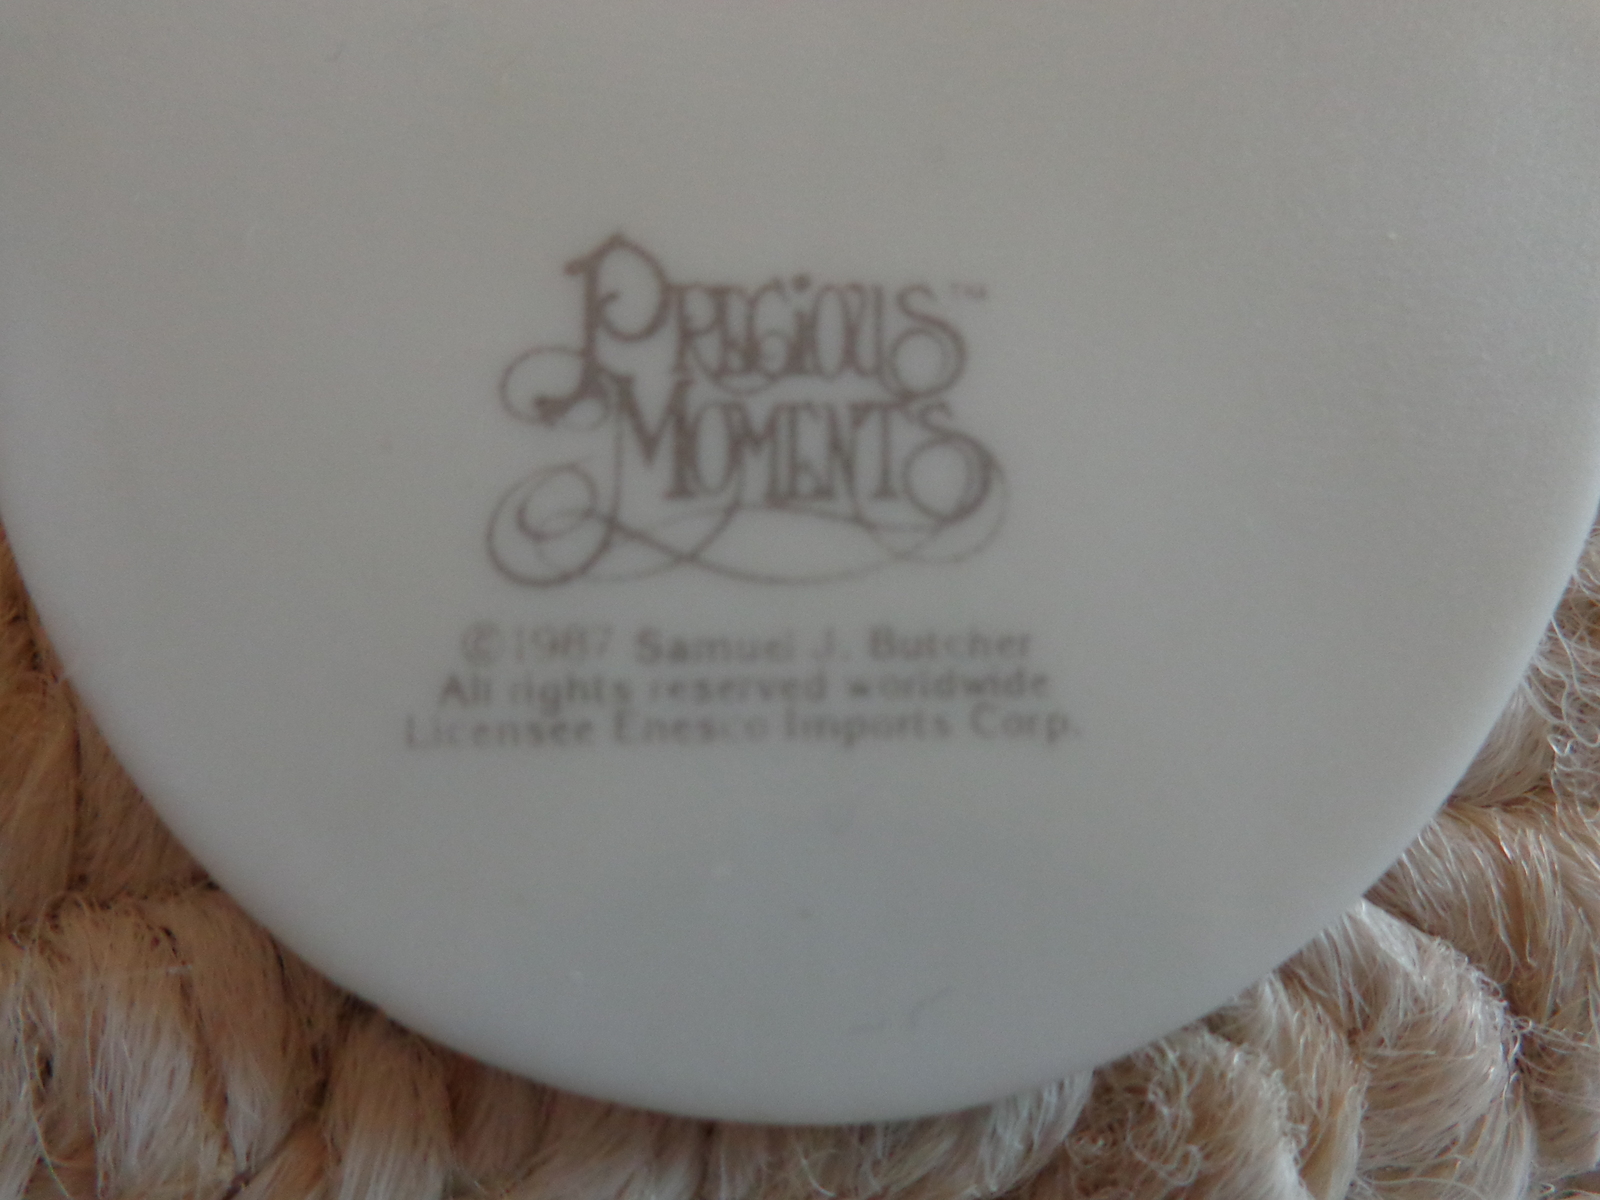 PRECIOUS™
MOMENTS
©1987 Samuel J. Butcher
All rights reserved worldwide
Licensee Enesco Imports Corp.